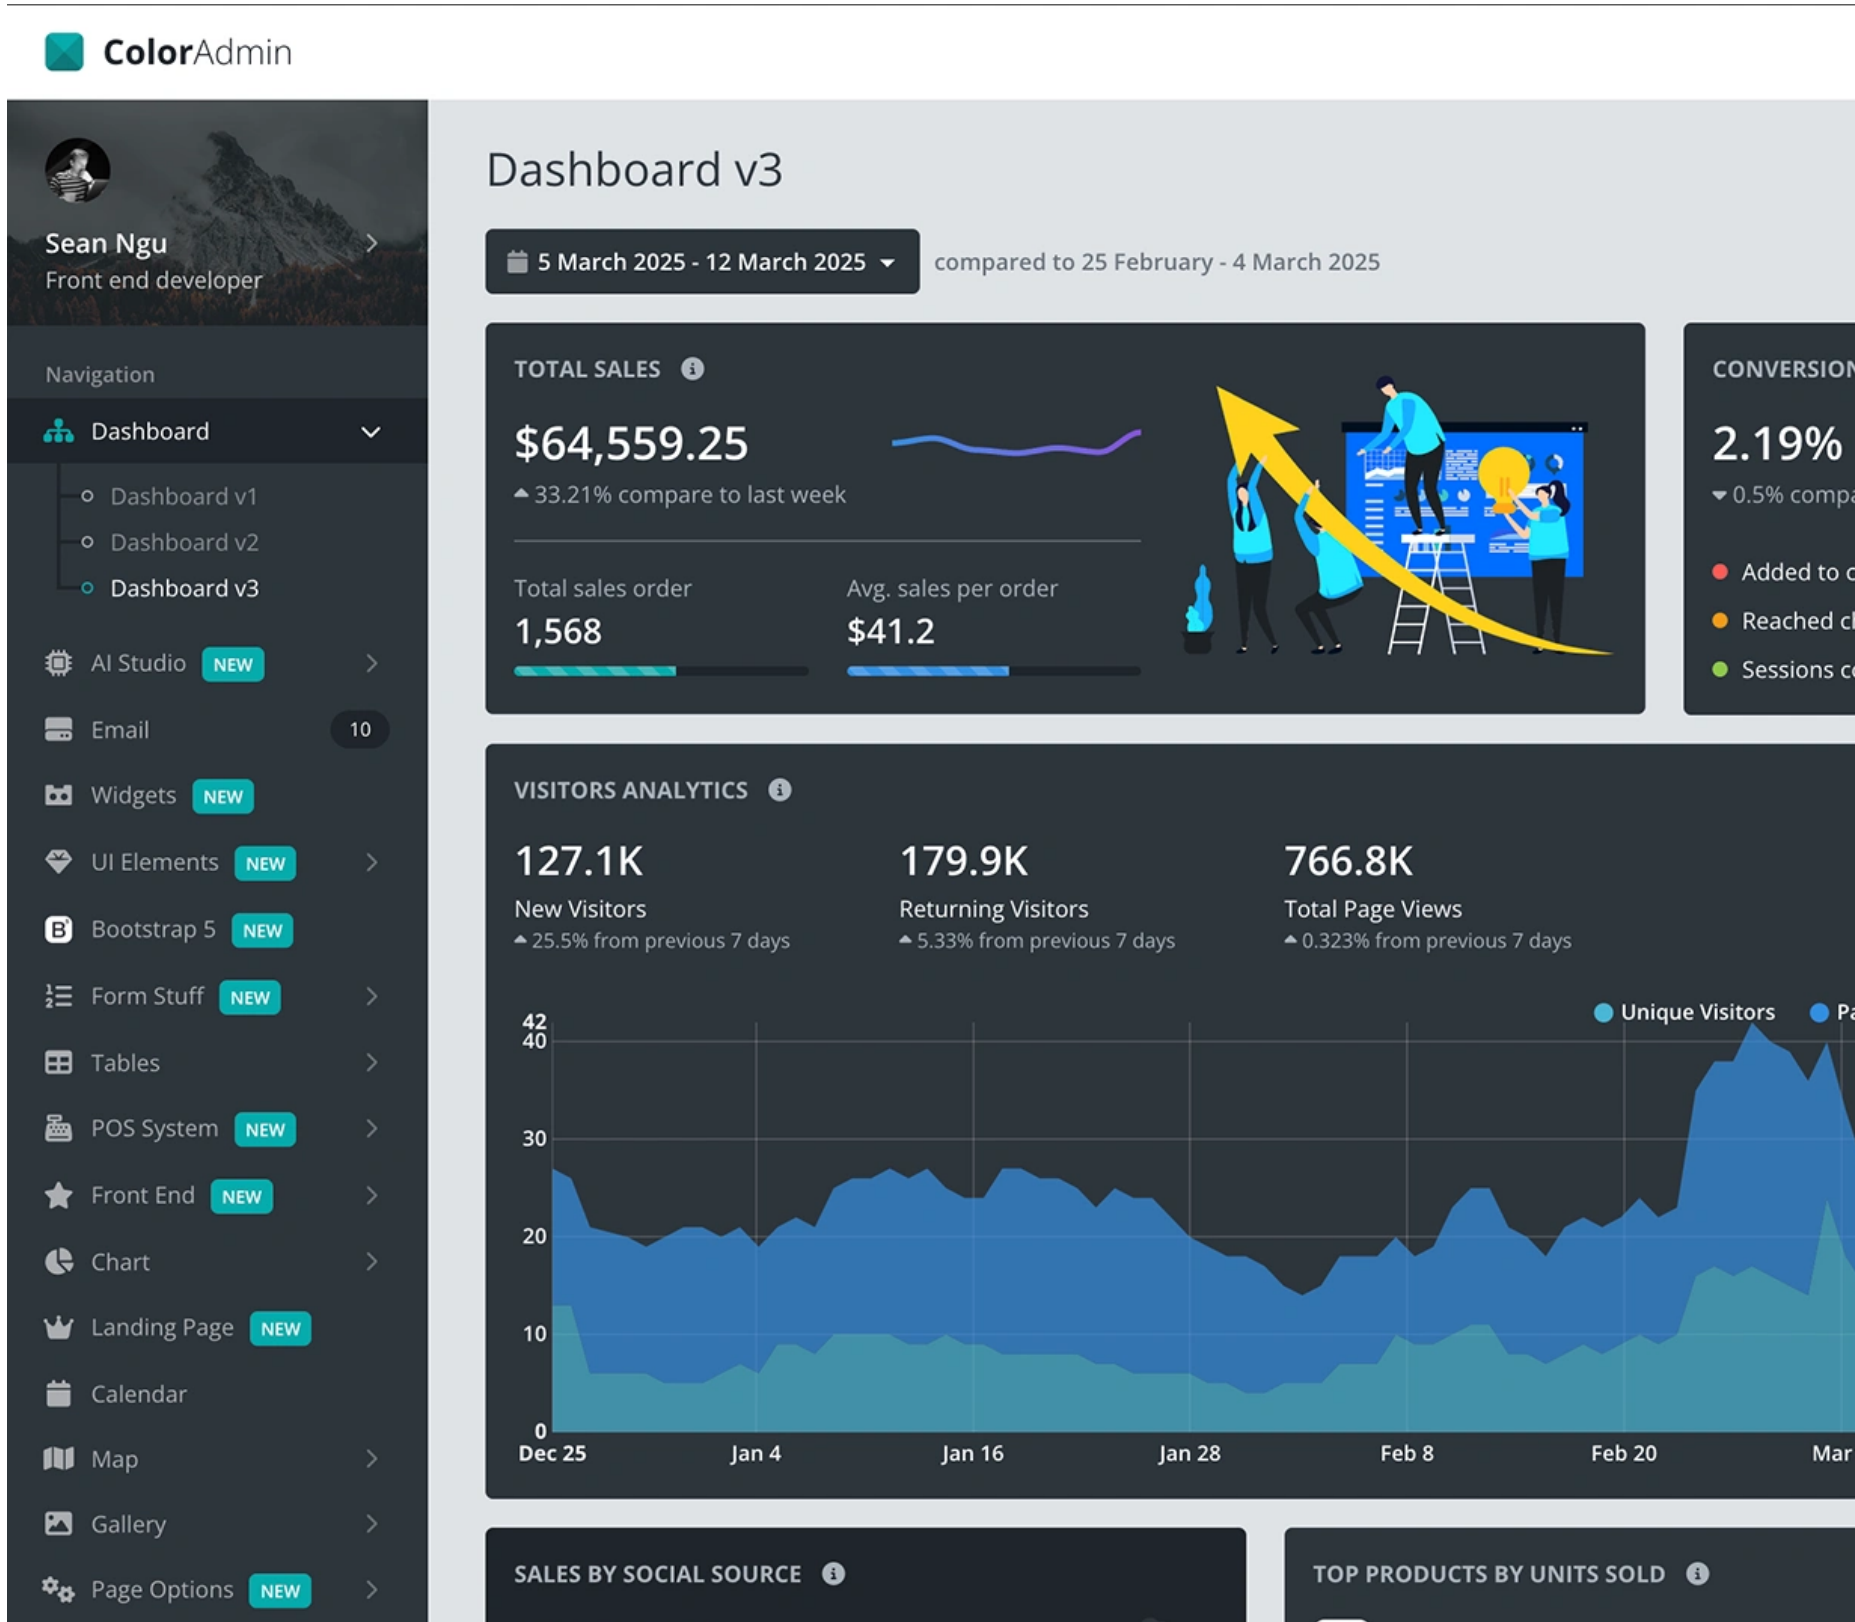 ColorAdmin
Sean Ngu
Front end developer
Navigation
Dashboard
Dashboard v1
Dashboard v2
Dashboard v3
AI Studio NEW
Email 10
Widgets NEW
UI Elements NEW
Bootstrap 5 NEW
Form Stuff NEW
Tables
POS System NEW
Front End NEW
Chart
Landing Page NEW
Calendar
Map
Gallery
Page Options NEW
Dashboard v3
5 March 2025 - 12 March 2025 compared to 25 February - 4 March 2025
TOTAL SALES
$64,559.25
33.21% compare to last week
Total sales order
1,568
Avg. sales per order
$41.2
CONVERSION
2.19%
0.5% compa
Added to c
Reached ch
Sessions co
VISITORS ANALYTICS
127.1K
New Visitors
25.5% from previous 7 days
179.9K
Returning Visitors
5.33% from previous 7 days
766.8K
Total Page Views
0.323% from previous 7 days
Unique Visitors Pa
42
40
30
20
10
0
Dec 25 Jan 4 Jan 16 Jan 28 Feb 8 Feb 20 Mar
SALES BY SOCIAL SOURCE
TOP PRODUCTS BY UNITS SOLD